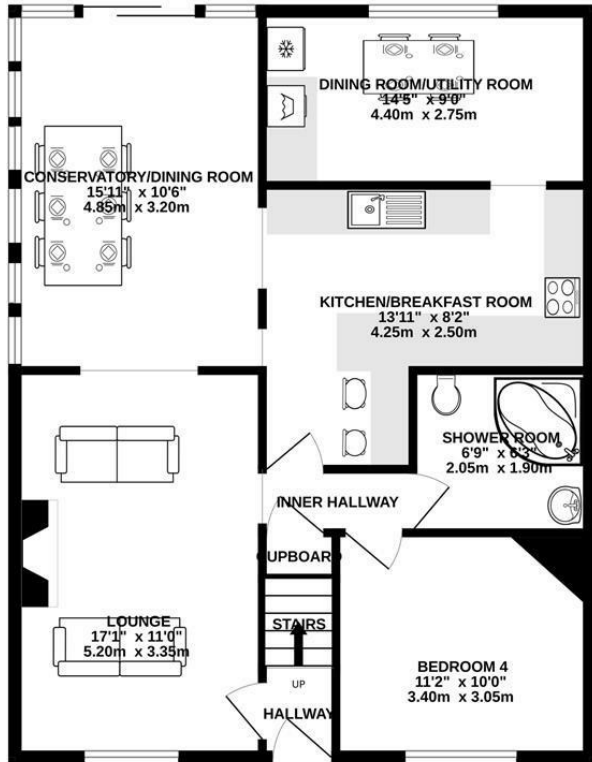 DINING ROOM/UTILITY ROOM
14'5" x 9'0"
4.40m x 2.75m
CONSERVATORY/DINING ROOM
15'11" x 10'6"
4.85m x 3.20m
KITCHEN/BREAKFAST ROOM
13'11" x 8'2"
4.25m x 2.50m
SHOWER ROOM
6'9" x 6'3"
2.05m x 1.90m
INNER HALLWAY
CUPBOARD
LOUNGE
17'1" x 11'0"
5.20m x 3.35m
STAIRS
UP
HALLWAY
BEDROOM 4
11'2" x 10'0"
3.40m x 3.05m